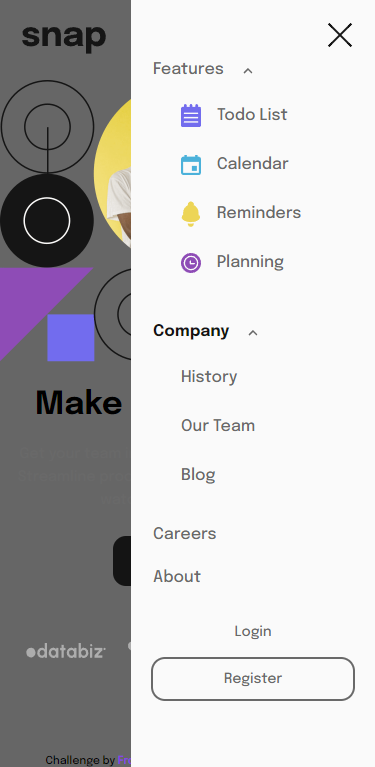 snap
Features
Todo List
Calendar
Reminders
Planning
Company
History
Our Team
Blog
Careers
About
Login
Register
Make
databiz
Challenge by